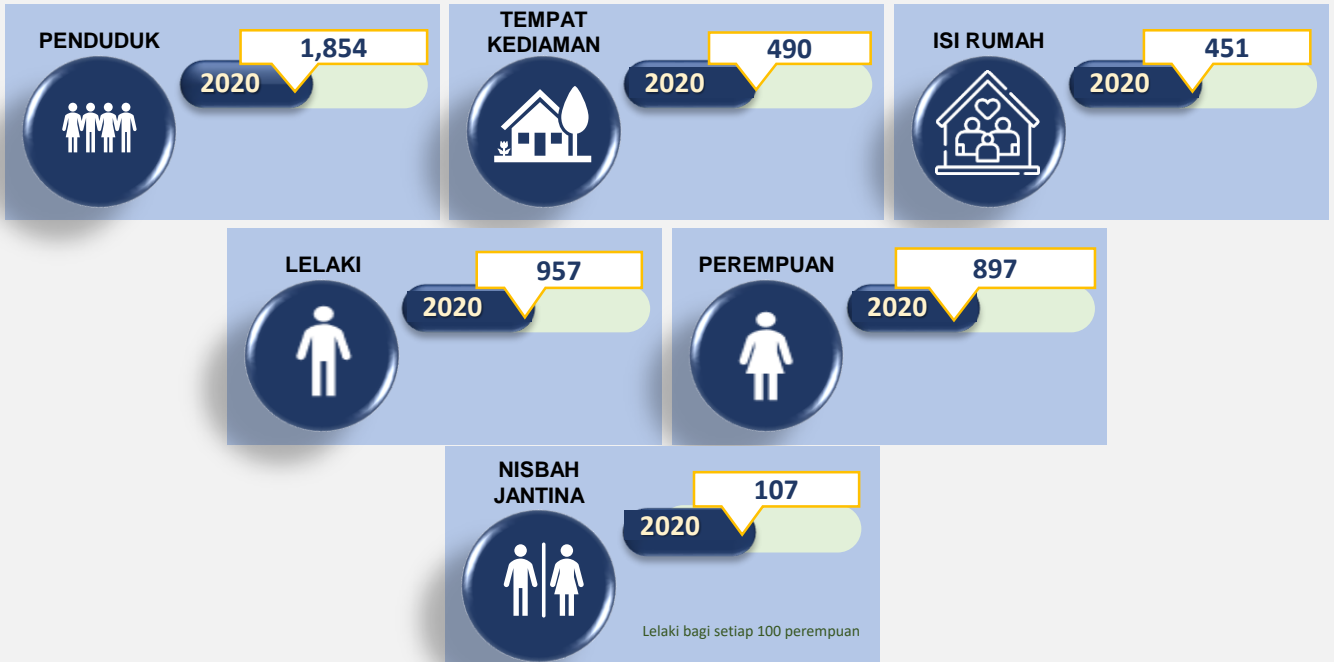 PENDUDUK
1,854
2020
TEMPAT
KEDIAMAN
490
2020
ISI RUMAH
451
2020
LELAKI
957
2020
PEREMPUAN
897
2020
NISBAH
JANTINA
107
2020
Lelaki bagi setiap 100 perempuan